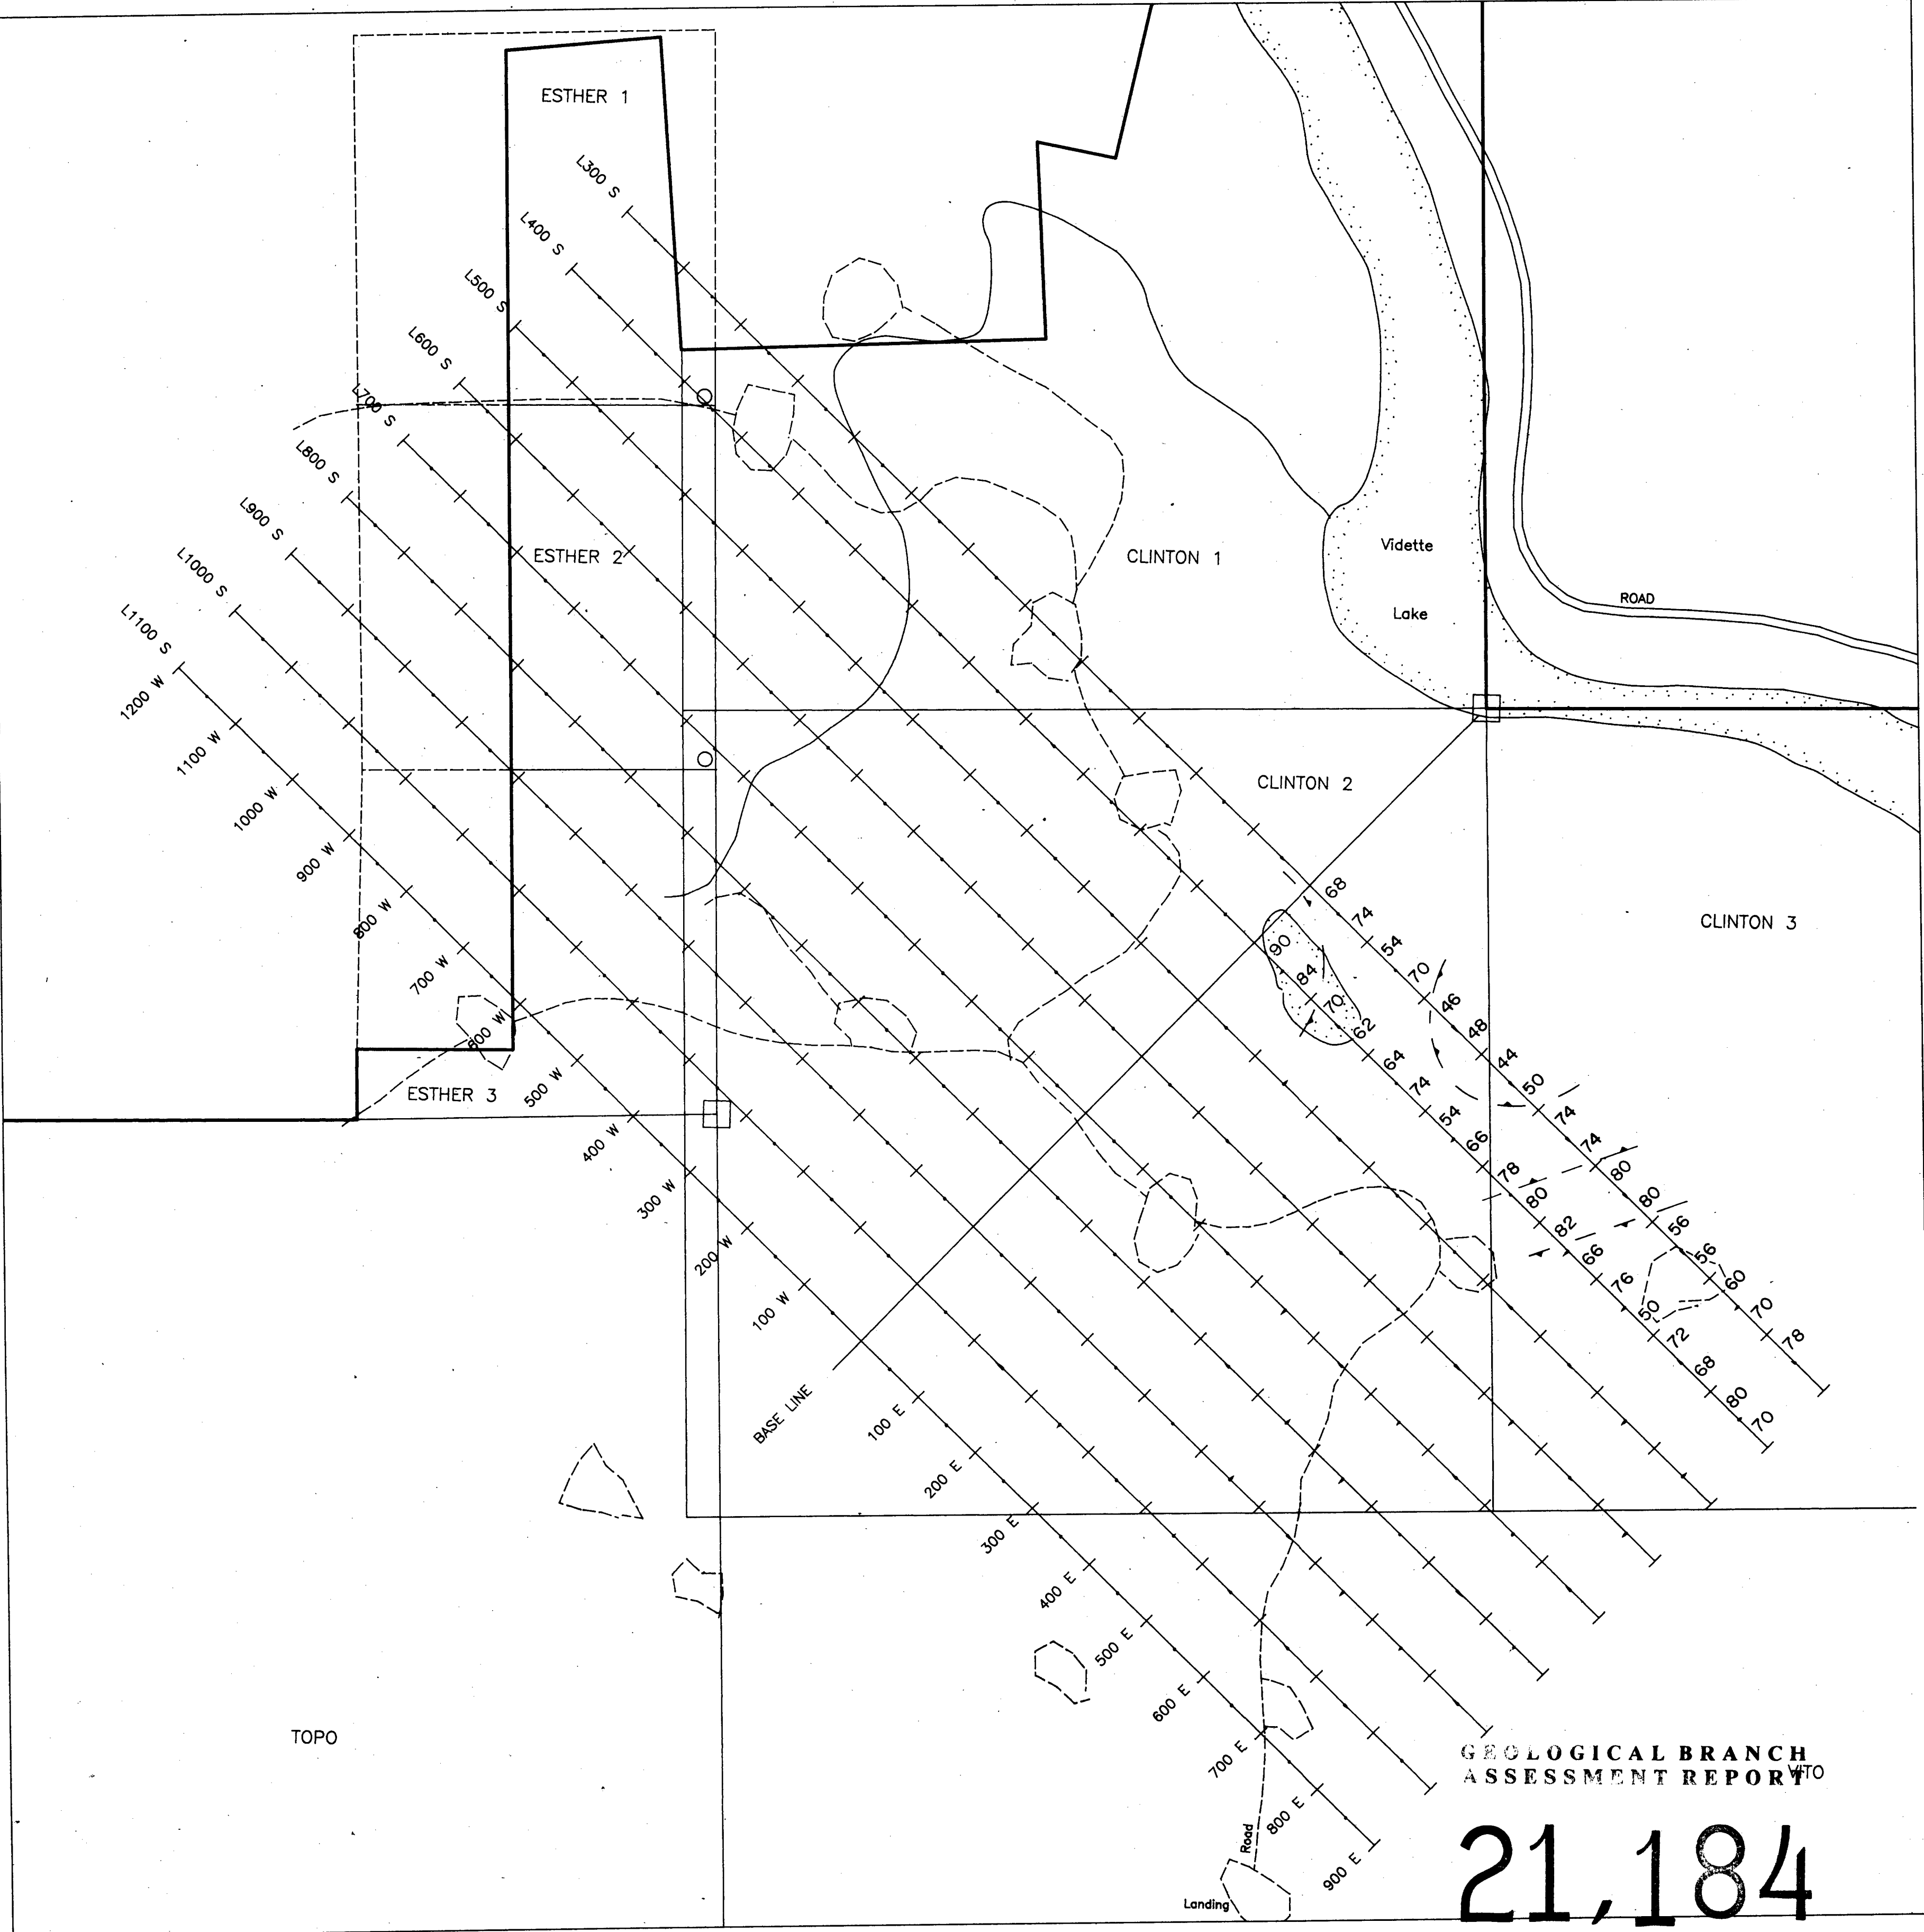 ESTHER 1
L300 S
L400 S
L500 S
L600 S
L700 S
L800 S
L900 S
L1000 S
L1100 S
ESTHER 2
CLINTON 1
Vidette
Lake
ROAD
1200 W
1100 W
1000 W
900 W
800 W
700 W
600 W
500 W
400 W
300 W
200 W
100 W
CLINTON 2
CLINTON 3
ESTHER 3
68
74
54
70
46
48
44
50
74
74
80
80
56
56
60
70
78
90
84
70
62
64
74
54
66
78
80
82
66
76
50
72
68
80
70
BASE LINE
100 E
200 E
300 E
400 E
500 E
600 E
700 E
800 E
900 E
TOPO
GEOLOGICAL BRANCH
ASSESSMENT REPORT
VITO
21,184
Road
Landing